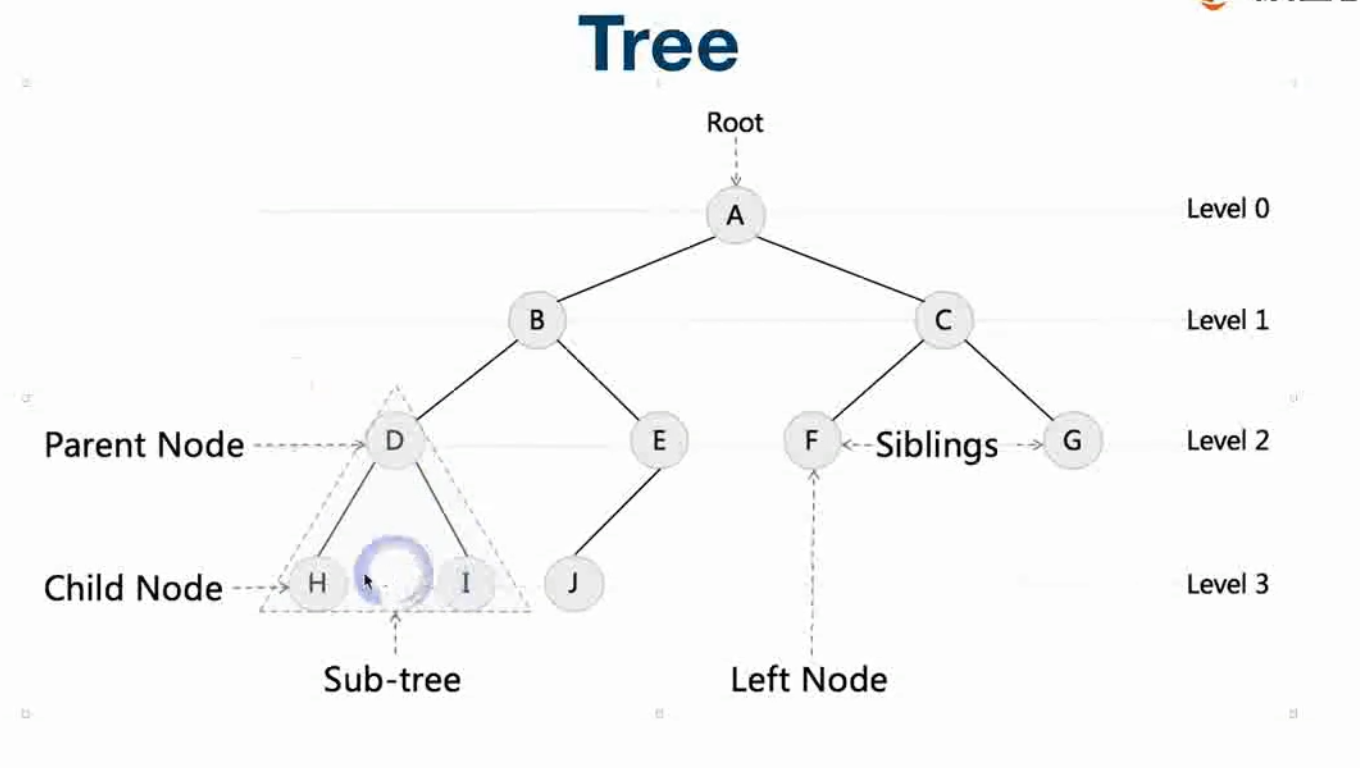 Tree
Root
A
Level 0
B
C
Level 1
Parent Node
D
E
F
Siblings
G
Level 2
Child Node
H
I
J
Level 3
Sub-tree
Left Node